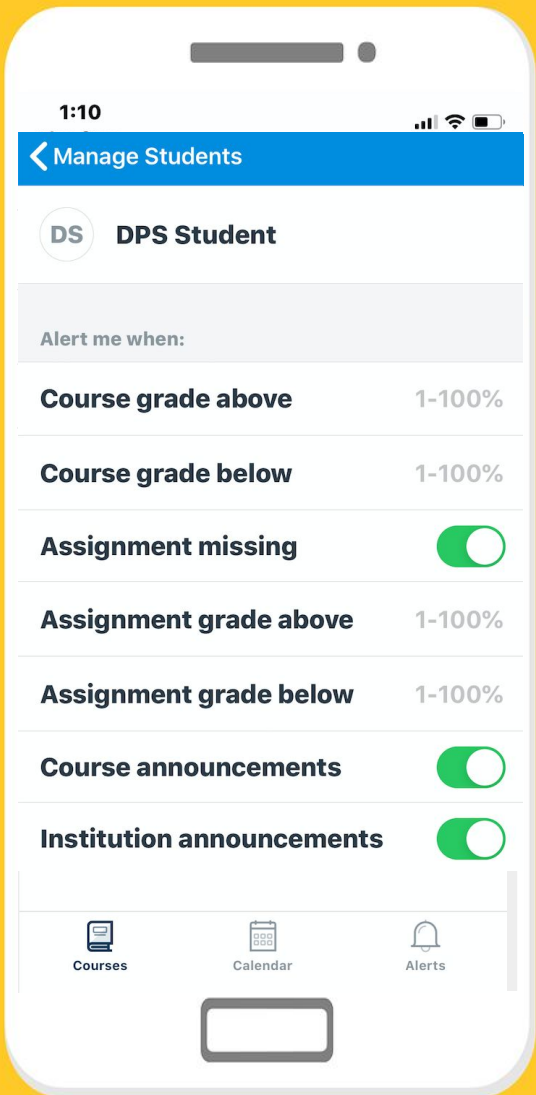 1:10
Manage Students
DS DPS Student
Alert me when:
Course grade above 1-100%
Course grade below 1-100%
Assignment missing
Assignment grade above 1-100%
Assignment grade below 1-100%
Course announcements
Institution announcements
Courses Calendar Alerts